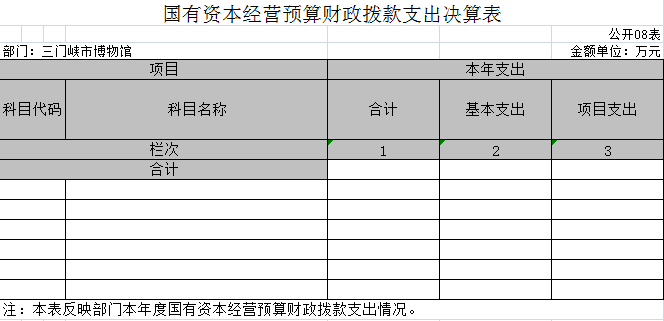 国有资本经营预算财政拨款支出决算表
公开08表
部门：三门峡市博物馆 金额单位：万元
项目 本年支出
科目代码 科目名称 合计 基本支出 项目支出
栏次 1 2 3
合计
注：本表反映部门本年度国有资本经营预算财政拨款支出情况。